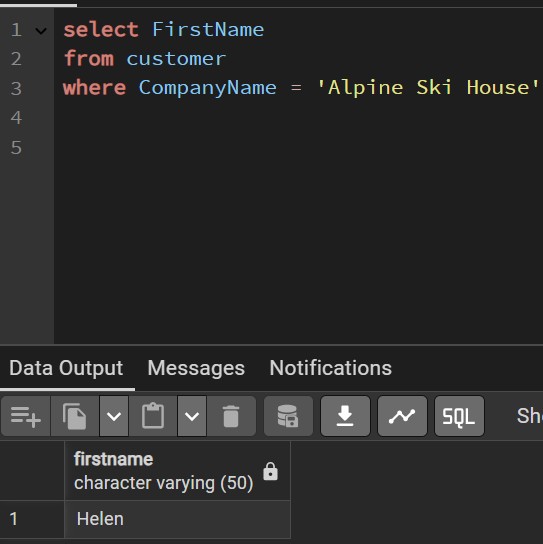 1 select FirstName
2 from customer
3 where CompanyName = 'Alpine Ski House'
4
5
Data Output Messages Notifications
SQL Sho
firstname
character varying (50)
1 Helen